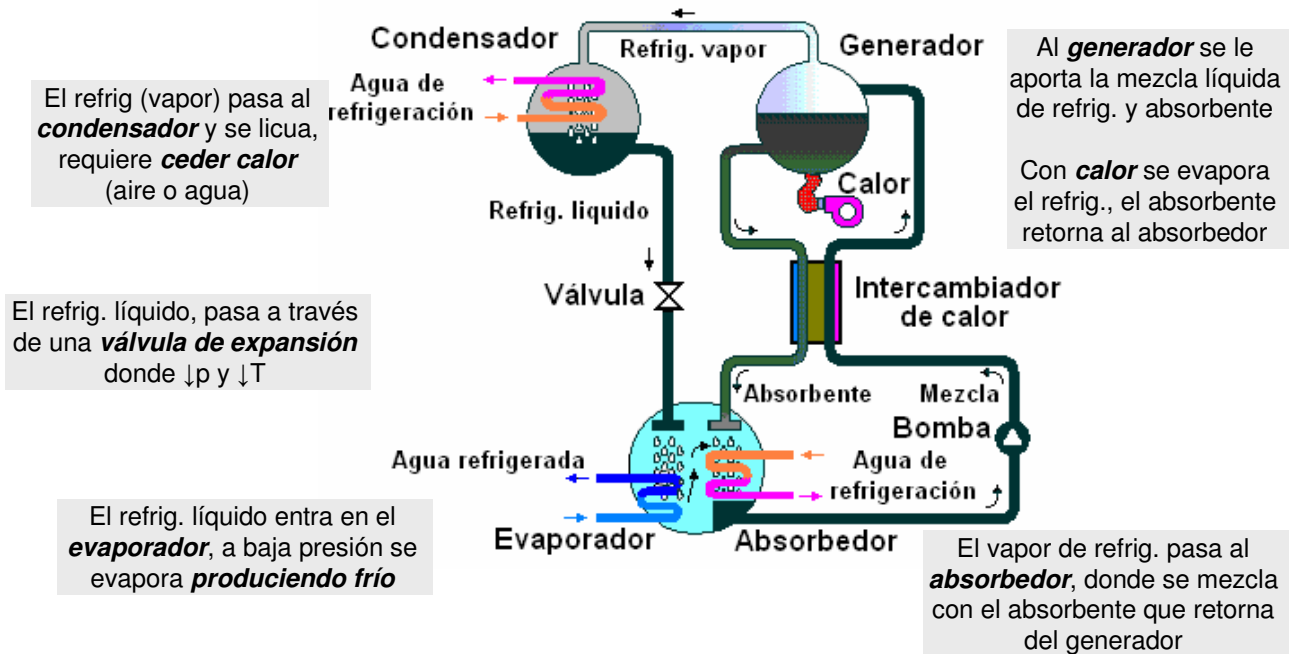 Condensador
Refrig. vapor
Generador
Agua de
refrigeración
El refrig (vapor) pasa al
condensador y se licua,
requiere ceder calor
(aire o agua)
Al generador se le
aporta la mezcla líquida
de refrig. y absorbente
Con calor se evapora
el refrig., el absorbente
retorna al absorbedor
Calor
Refrig. liquido
Válvula
Intercambiador
de calor
El refrig. líquido, pasa a través
de una válvula de expansión
donde ↓p y ↓T
Absorbente
Mezcla
Bomba
Agua refrigerada
Agua de
refrigeración
Evaporador
Absorbedor
El refrig. líquido entra en el
evaporador, a baja presión se
evapora produciendo frío
El vapor de refrig. pasa al
absorbedor, donde se mezcla
con el absorbente que retorna
del generador